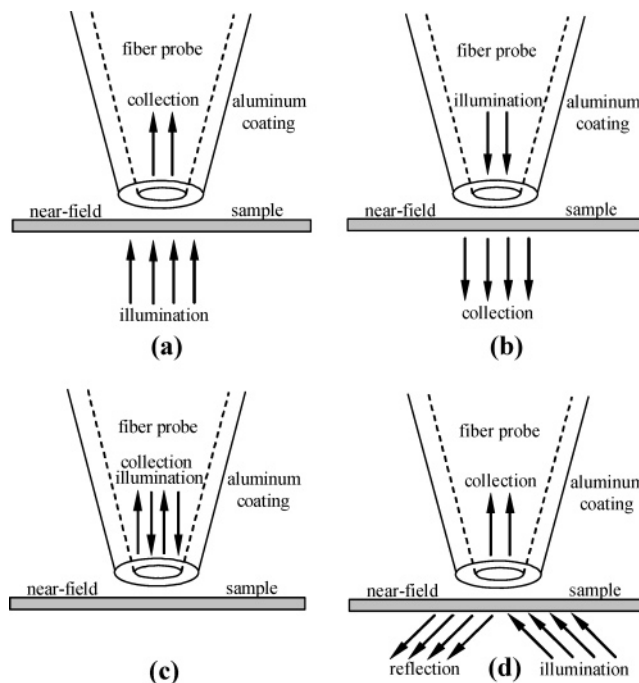 fiber probe
collection
aluminum
coating
near-field
sample
illumination
(a)
fiber probe
illumination
aluminum
coating
near-field
sample
collection
(b)
fiber probe
collection
illumination
aluminum
coating
near-field
sample
(c)
fiber probe
collection
aluminum
coating
near-field
sample
reflection
illumination
(d)